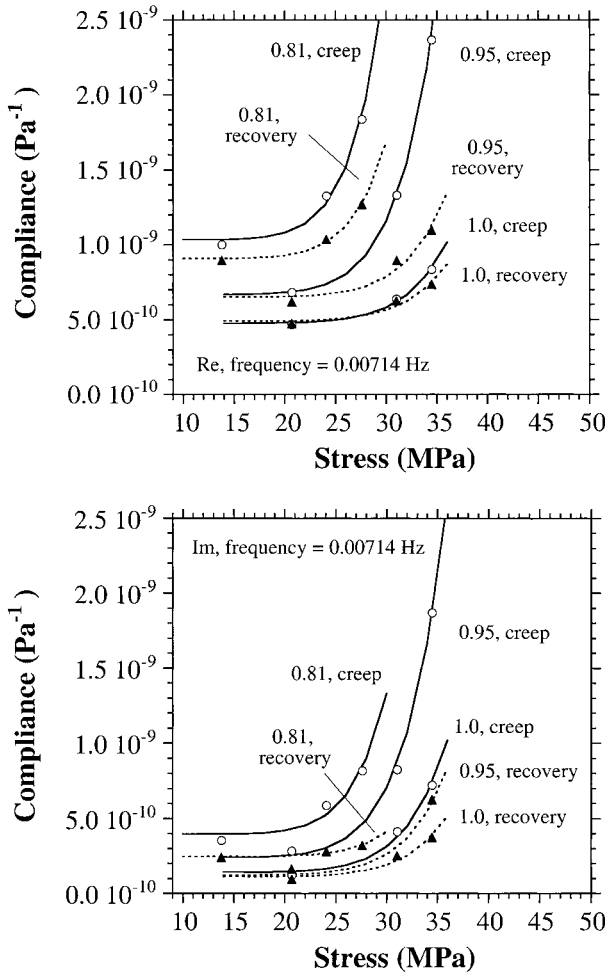 2.5 10⁻⁹
2.0 10⁻⁹
1.5 10⁻⁹
1.0 10⁻⁹
5.0 10⁻¹⁰
0.0 10⁻¹⁰
Compliance (Pa⁻¹)
0.81, creep
0.95, creep
0.81,
recovery
0.95,
recovery
1.0, creep
1.0, recovery
Re, frequency = 0.00714 Hz
10 15 20 25 30 35 40 45 50
Stress (MPa)
2.5 10⁻⁹
2.0 10⁻⁹
1.5 10⁻⁹
1.0 10⁻⁹
5.0 10⁻¹⁰
0.0 10⁻¹⁰
Compliance (Pa⁻¹)
Im, frequency = 0.00714 Hz
0.95, creep
0.81, creep
0.81,
recovery
1.0, creep
0.95, recovery
1.0, recovery
10 15 20 25 30 35 40 45 50
Stress (MPa)